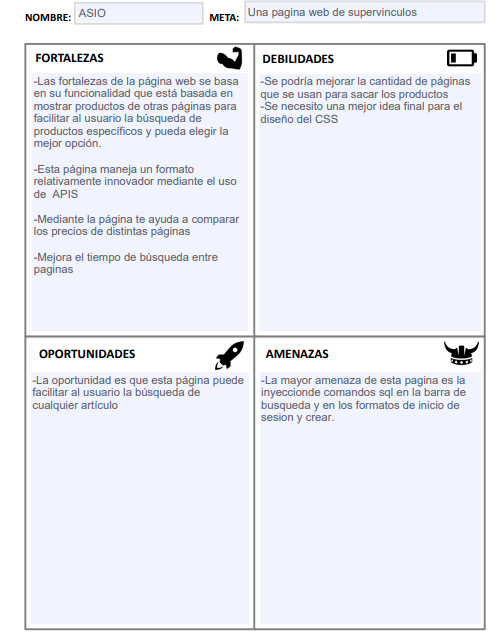 NOMBRE: ASIO META: Una pagina web de supervinculos
FORTALEZAS
-Las fortalezas de la página web se basa
en su funcionalidad que está basada en
mostrar productos de otras páginas para
facilitar al usuario la búsqueda de
productos específicos y pueda elegir la
mejor opción.
-Esta página maneja un formato
relativamente innovador mediante el uso
de APIS
-Mediante la página te ayuda a comparar
los precios de distintas páginas
-Mejora el tiempo de búsqueda entre
paginas
DEBILIDADES
-Se podría mejorar la cantidad de páginas
que se usan para sacar los productos
-Se necesito una mejor idea final para el
diseño del CSS
OPORTUNIDADES
-La oportunidad es que esta página puede
facilitar al usuario la búsqueda de
cualquier artículo
AMENAZAS
-La mayor amenaza de esta pagina es la
inyeccionde comandos sql en la barra de
busqueda y en los formatos de inicio de
sesion y crear.